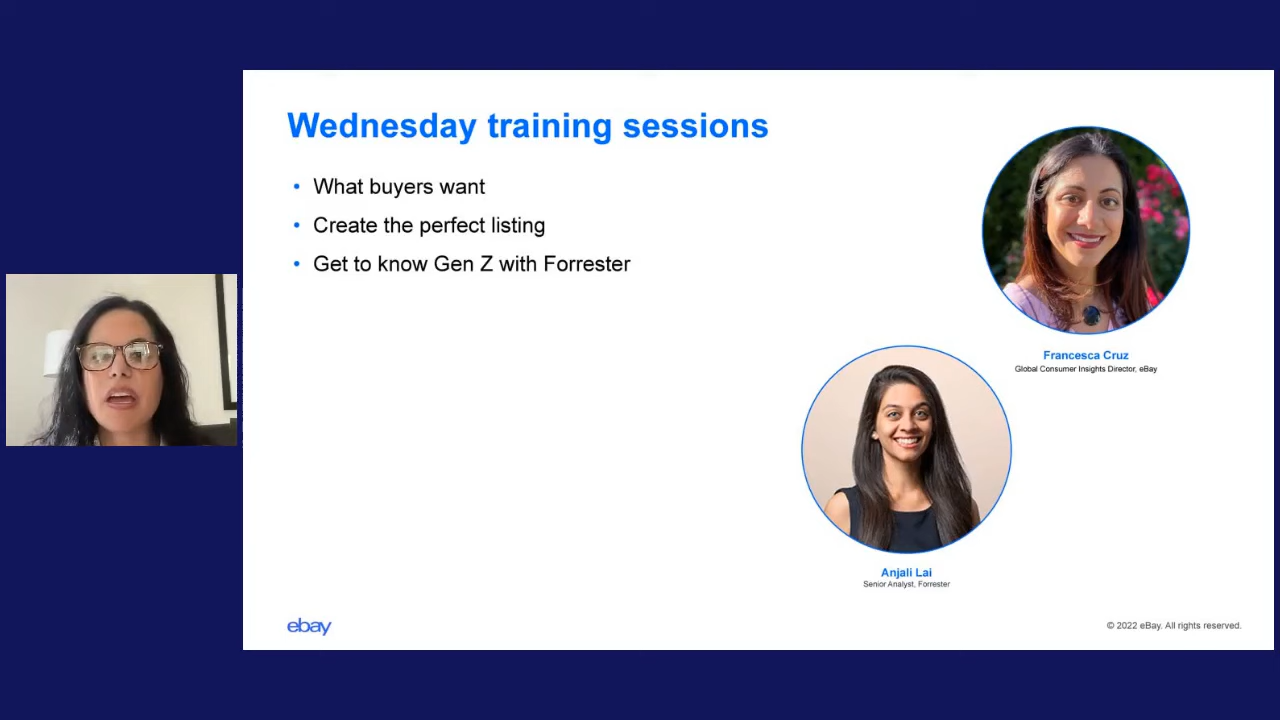 Wednesday training sessions
• What buyers want
• Create the perfect listing
• Get to know Gen Z with Forrester
Francesca Cruz
Global Consumer Insights Director, eBay
Anjali Lai
Senior Analyst, Forrester
ebay
© 2022 eBay. All rights reserved.